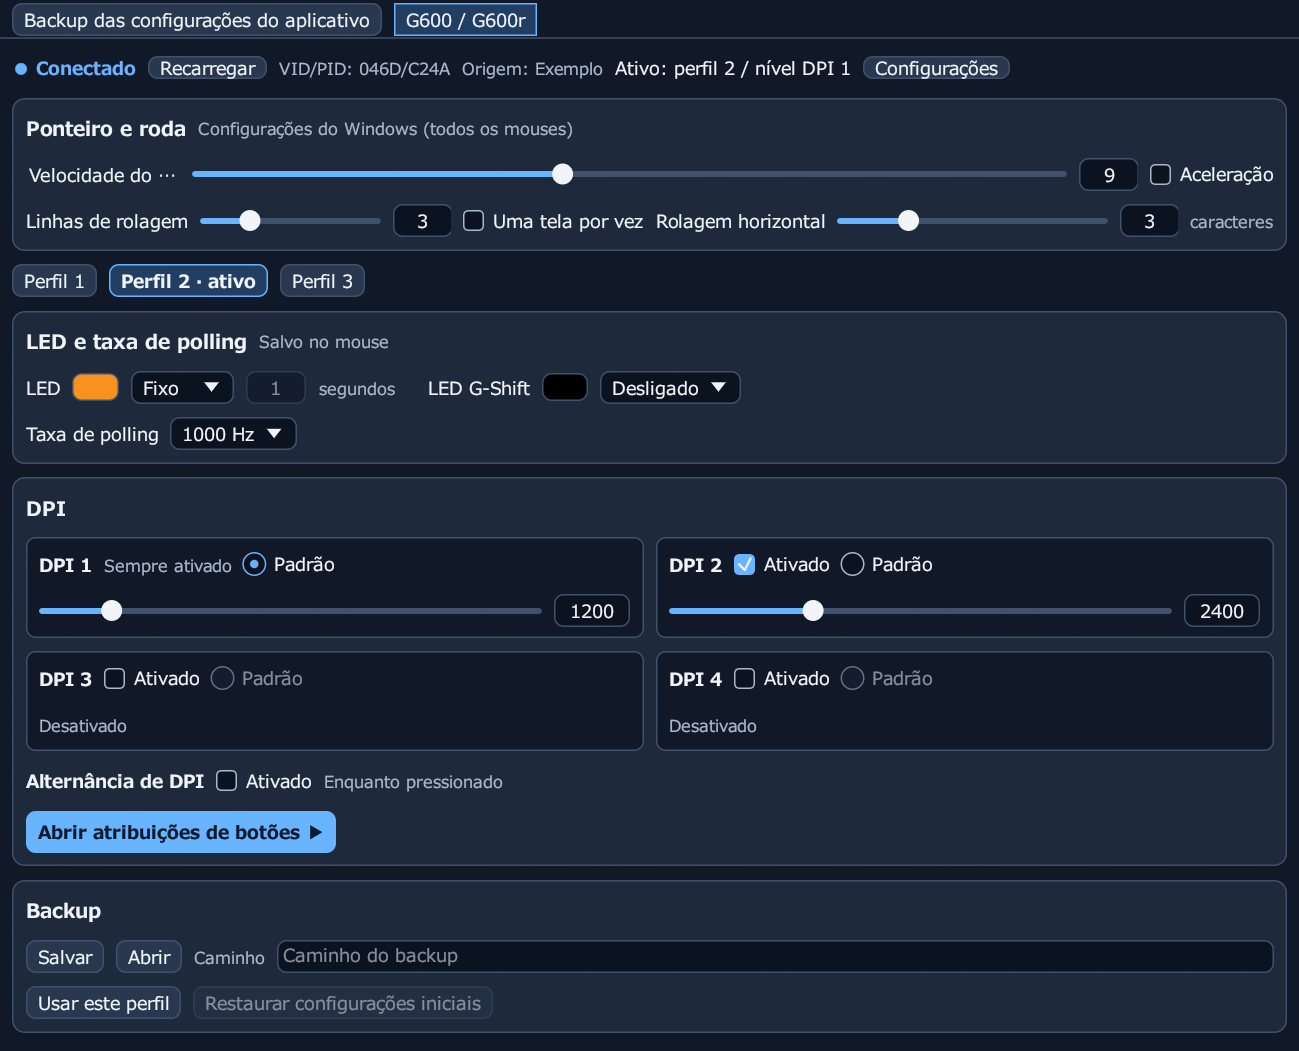 Backup das configurações do aplicativo G600 / G600r
Conectado Recarregar VID/PID: 046D/C24A Origem: Exemplo Ativo: perfil 2 / nível DPI 1 Configurações
Ponteiro e roda Configurações do Windows (todos os mouses)
Velocidade do ··· 9 Aceleração
Linhas de rolagem 3 Uma tela por vez Rolagem horizontal 3 caracteres
Perfil 1 Perfil 2 · ativo Perfil 3
LED e taxa de polling Salvo no mouse
LED Fixo 1 segundos LED G-Shift Desligado
Taxa de polling 1000 Hz
DPI
DPI 1 Sempre ativado Padrão
1200
DPI 2 Ativado Padrão
2400
DPI 3 Ativado Padrão
Desativado
DPI 4 Ativado Padrão
Desativado
Alternância de DPI Ativado Enquanto pressionado
Abrir atribuições de botões
Backup
Salvar Abrir Caminho Caminho do backup
Usar este perfil Restaurar configurações iniciais